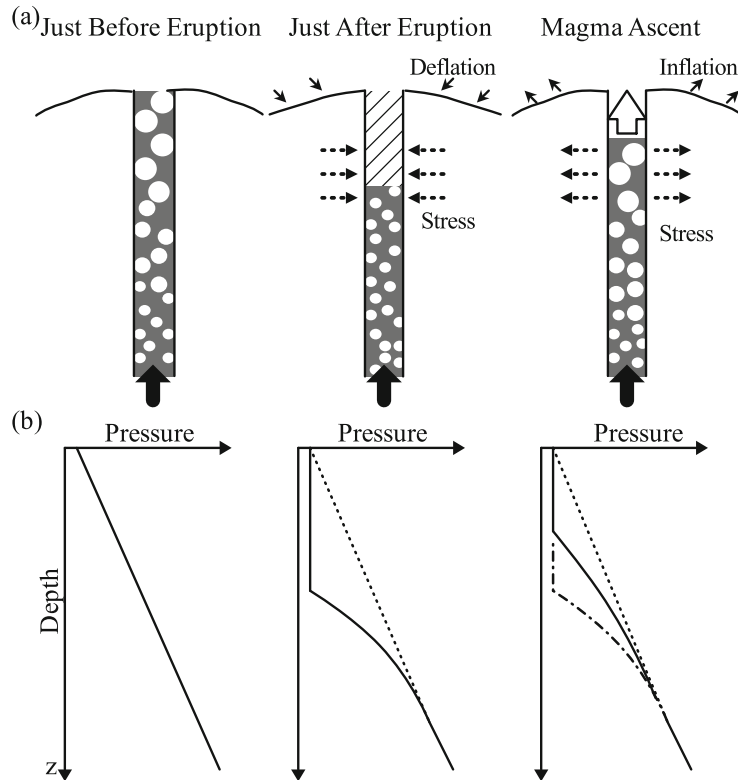 (a)
Just Before Eruption Just After Eruption Magma Ascent
Deflation Inflation
Stress Stress
(b)
Pressure Pressure Pressure
Depth
z